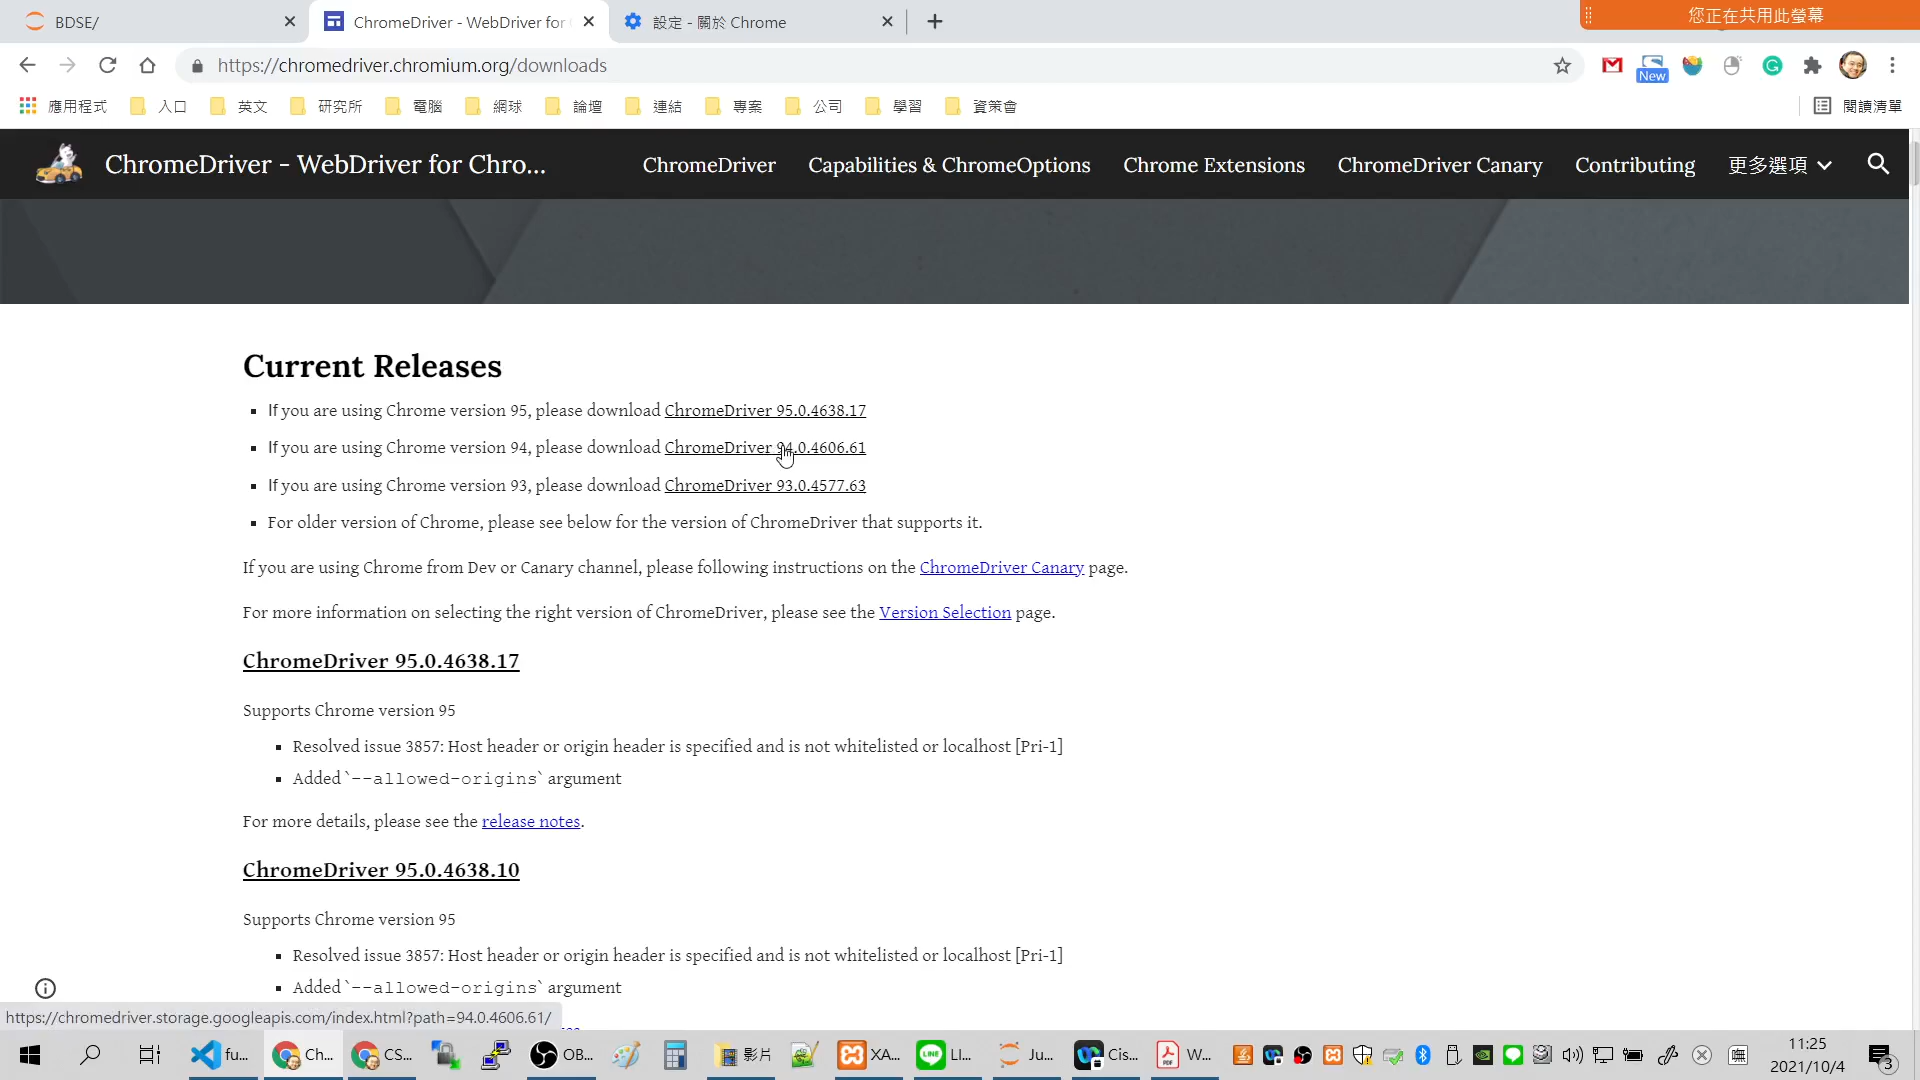 BDSE/
ChromeDriver - WebDriver for
設定 - 關於 Chrome
您正在共用此螢幕
https://chromedriver.chromium.org/downloads
New
應用程式
入口
英文
研究所
電腦
網球
論壇
連結
專案
公司
學習
資策會
閱讀清單
ChromeDriver - WebDriver for Chro...
ChromeDriver
Capabilities & ChromeOptions
Chrome Extensions
ChromeDriver Canary
Contributing
更多選項
Current Releases
If you are using Chrome version 95, please download ChromeDriver 95.0.4638.17
If you are using Chrome version 94, please download ChromeDriver 94.0.4606.61
If you are using Chrome version 93, please download ChromeDriver 93.0.4577.63
For older version of Chrome, please see below for the version of ChromeDriver that supports it.
If you are using Chrome from Dev or Canary channel, please following instructions on the ChromeDriver Canary page.
For more information on selecting the right version of ChromeDriver, please see the Version Selection page.
ChromeDriver 95.0.4638.17
Supports Chrome version 95
Resolved issue 3857: Host header or origin header is specified and is not whitelisted or localhost [Pri-1]
Added `--allowed-origins` argument
For more details, please see the release notes.
ChromeDriver 95.0.4638.10
Supports Chrome version 95
Resolved issue 3857: Host header or origin header is specified and is not whitelisted or localhost [Pri-1]
Added `--allowed-origins` argument
https://chromedriver.storage.googleapis.com/index.html?path=94.0.4606.61/
fu...
Ch...
CS...
OB...
影片
XA...
LI...
Ju...
Cis...
W...
11:25
2021/10/4
3